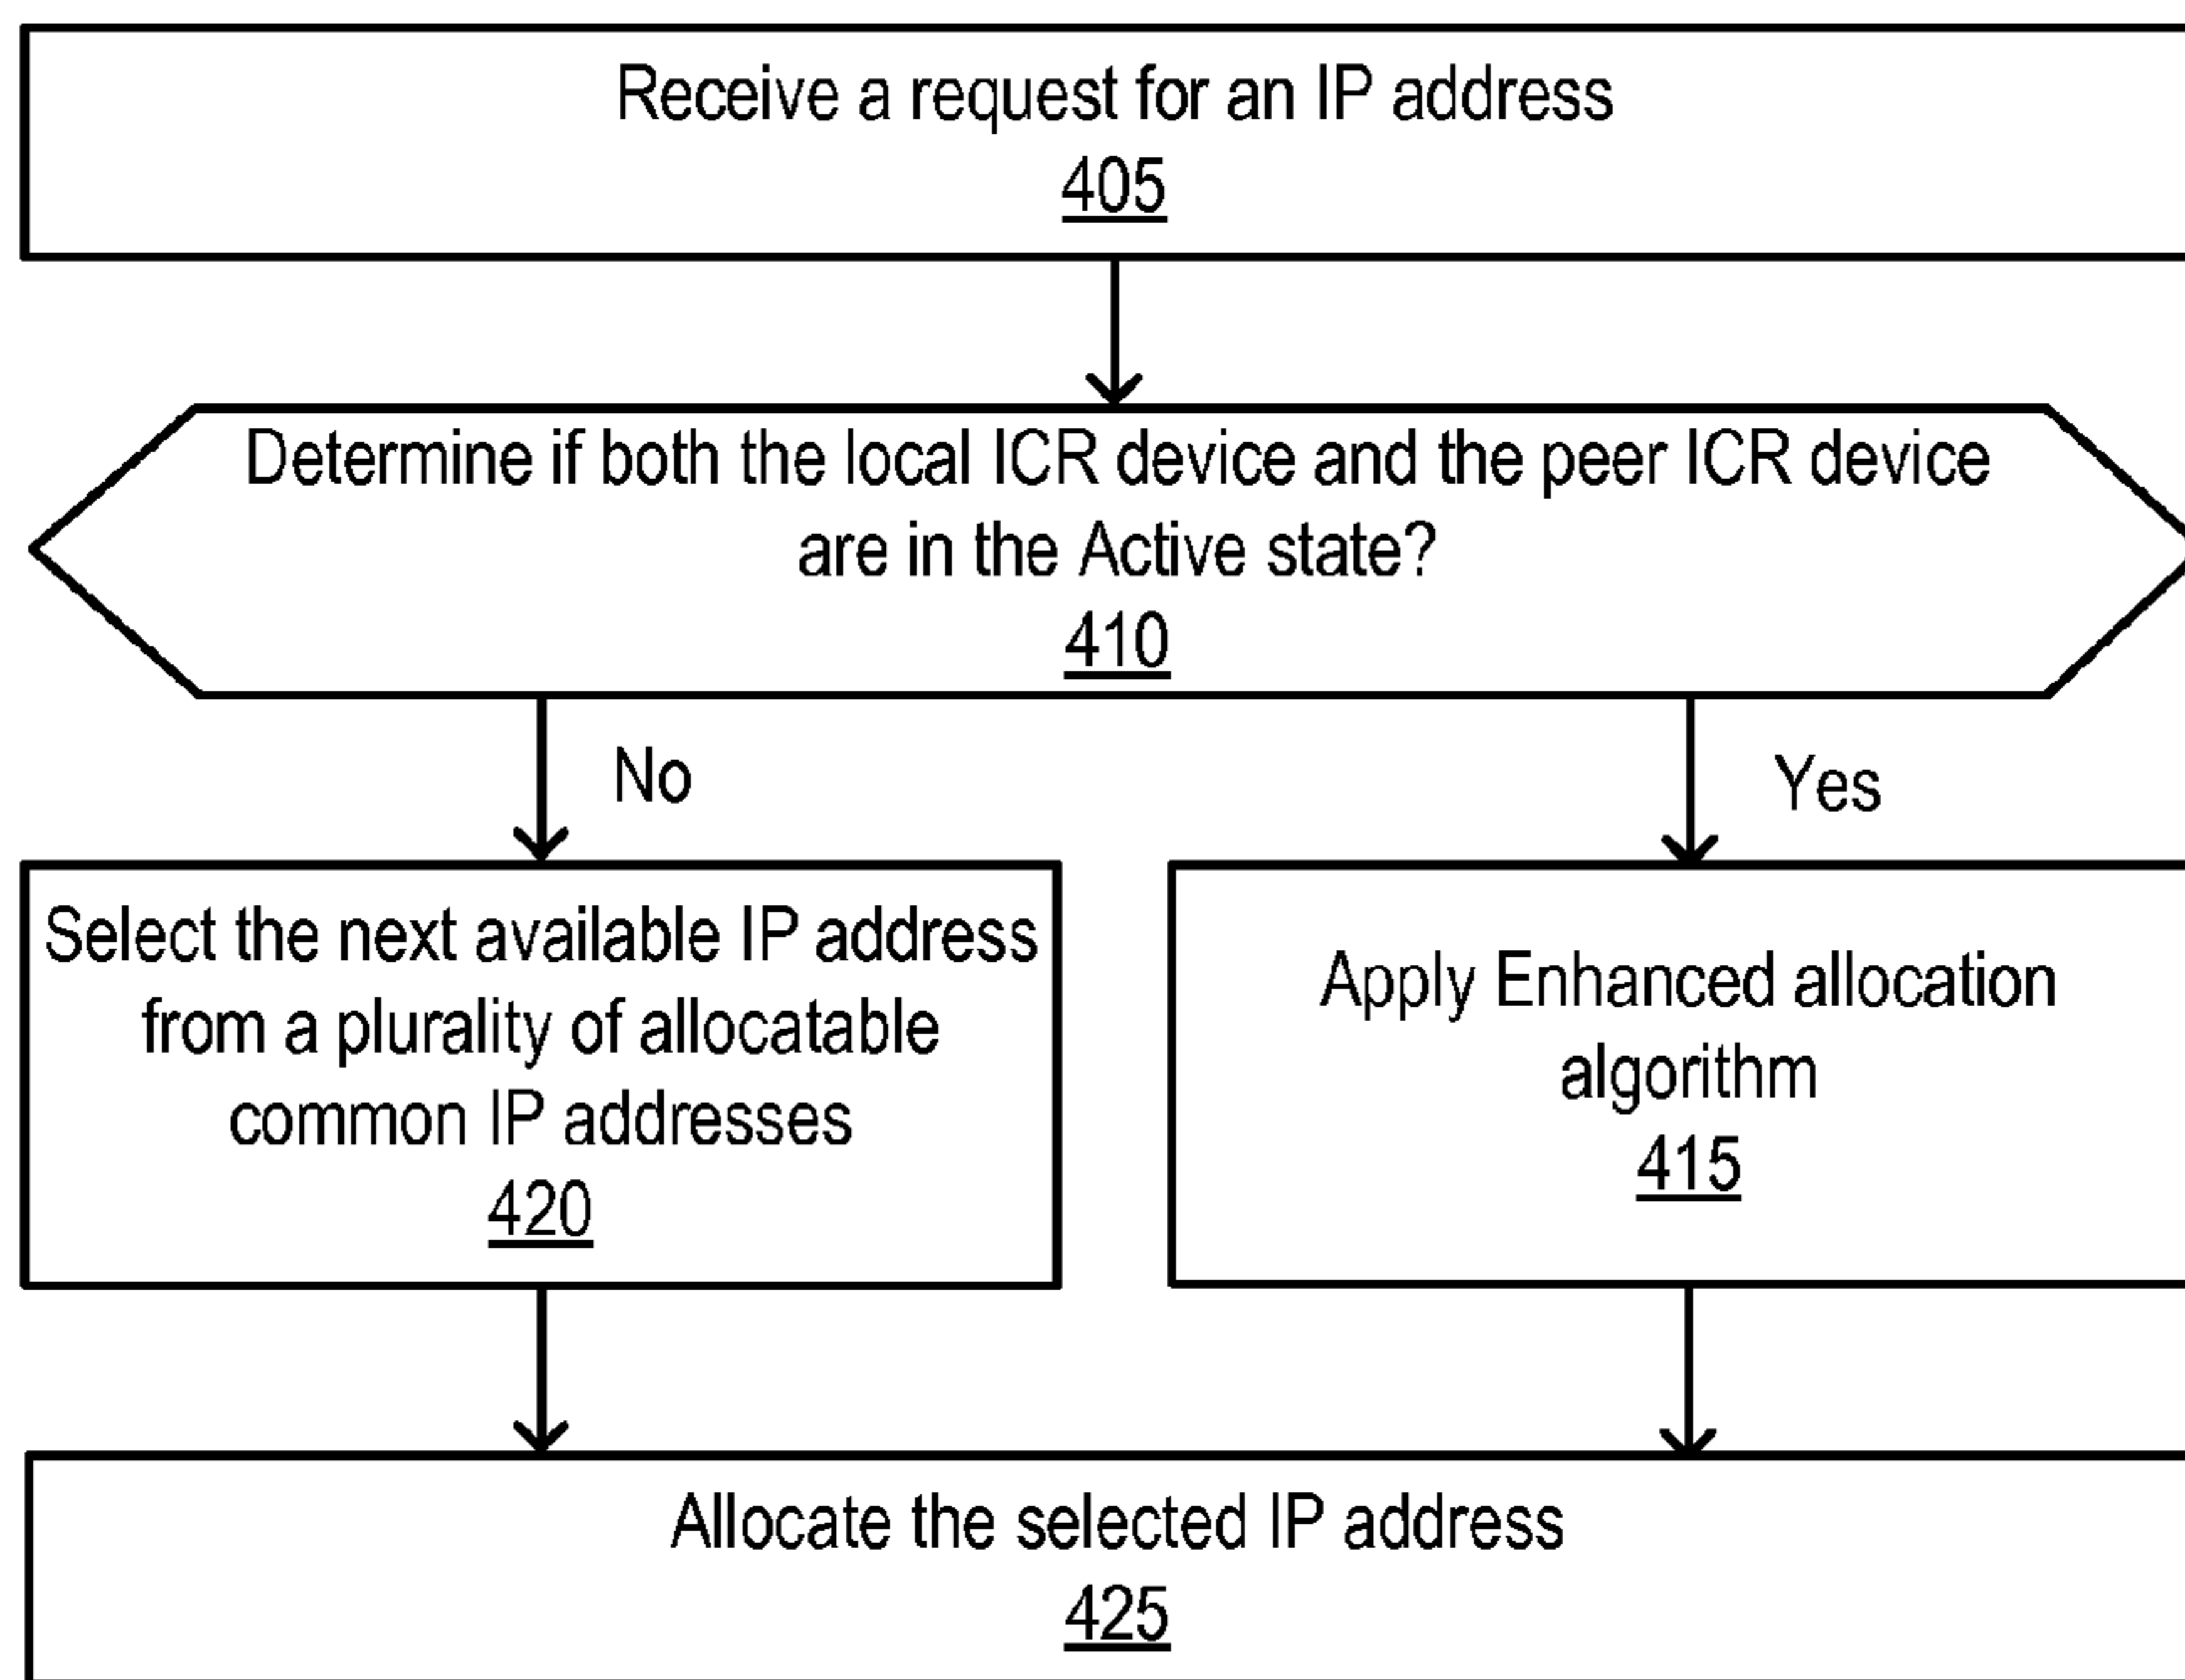 Receive a request for an IP address
405
Determine if both the local ICR device and the peer ICR device
are in the Active state?
410
No
Yes
Select the next available IP address
from a plurality of allocatable
common IP addresses
420
Apply Enhanced allocation
algorithm
415
Allocate the selected IP address
425